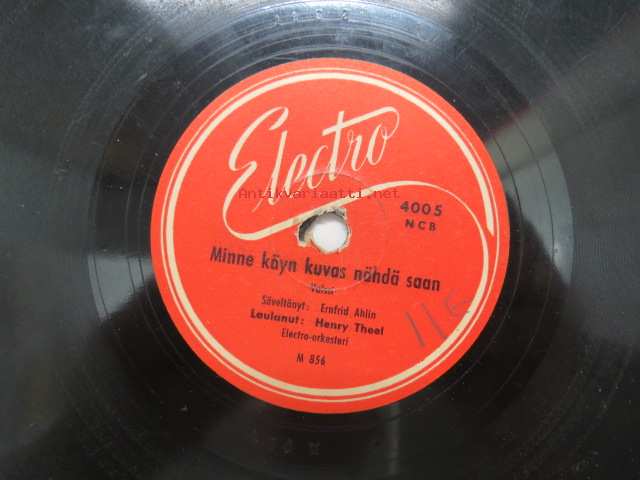 Electro
Antikvariaatti.net
4005
NCB
Minne käyn kuvas nähdä saan
Valssi
Säveltänyt: Ernfrid Ahlin
Laulanut: Henry Theel
Electro-orkesteri
M 856